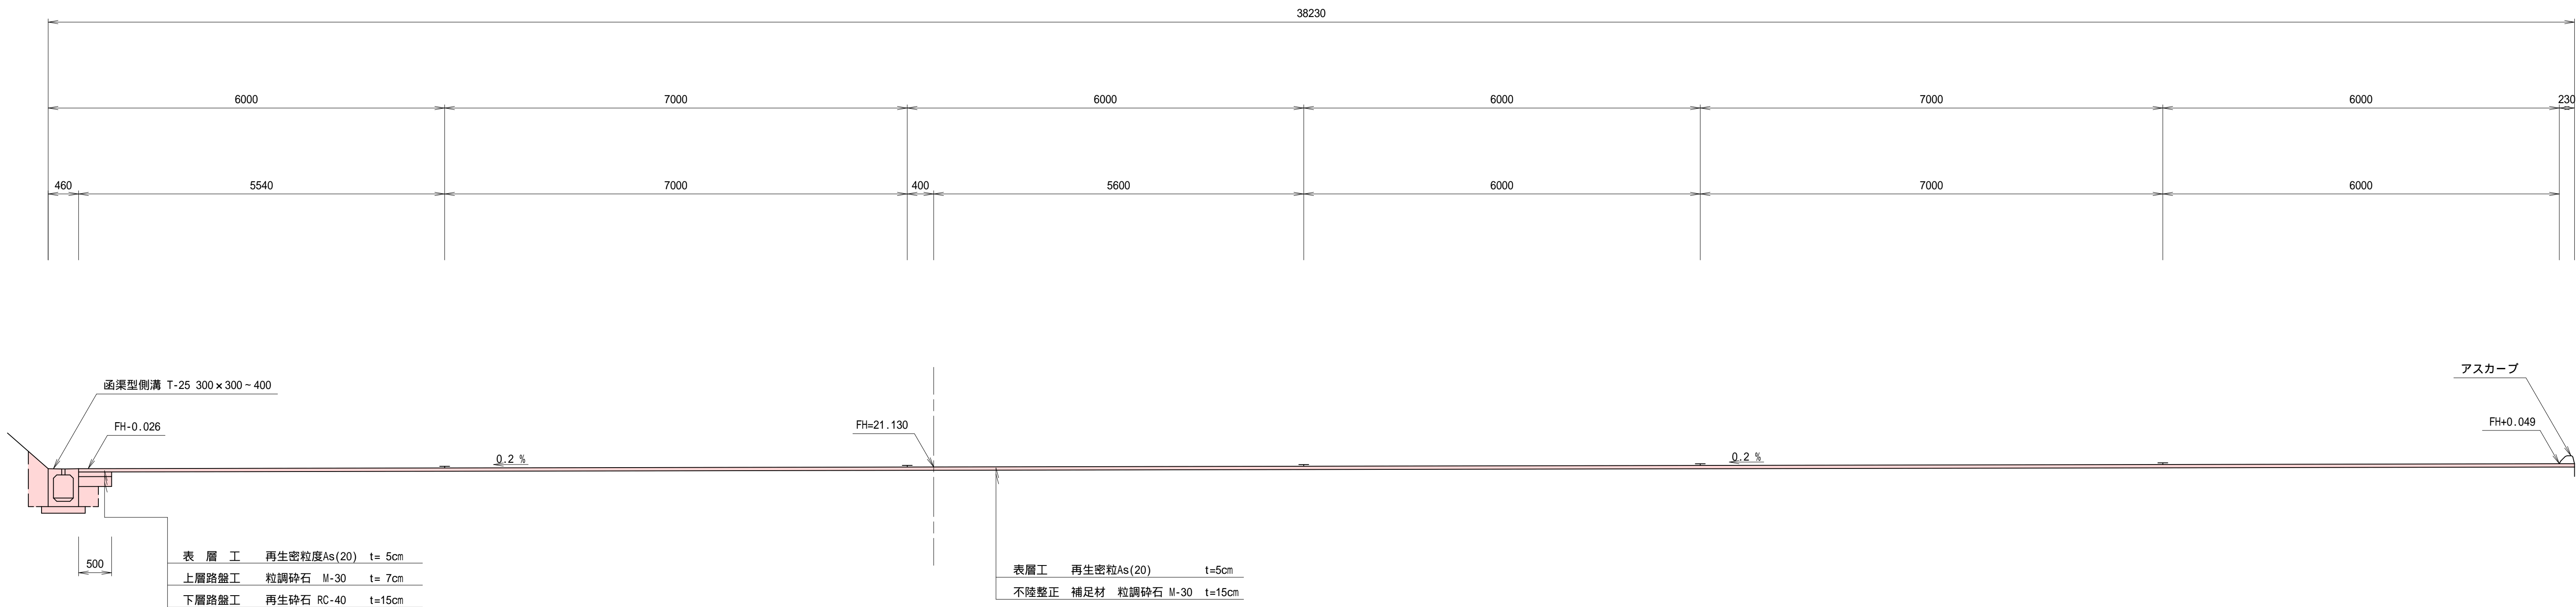 38230
6000 7000 6000 6000 7000 6000 230
460 5540 7000 400 5600 6000 7000 6000
アスカーブ
函渠型側溝 T-25 300×300~400
FH-0.026
FH=21.130
FH+0.049
0.2 %
0.2 %
500
表 層 工 再生密粒度As(20) t= 5cm
上層路盤工 粒調砕石 M-30 t= 7cm
下層路盤工 再生砕石 RC-40 t=15cm
表層工 再生密粒As(20) t=5cm
不陸整正 補足材 粒調砕石 M-30 t=15cm